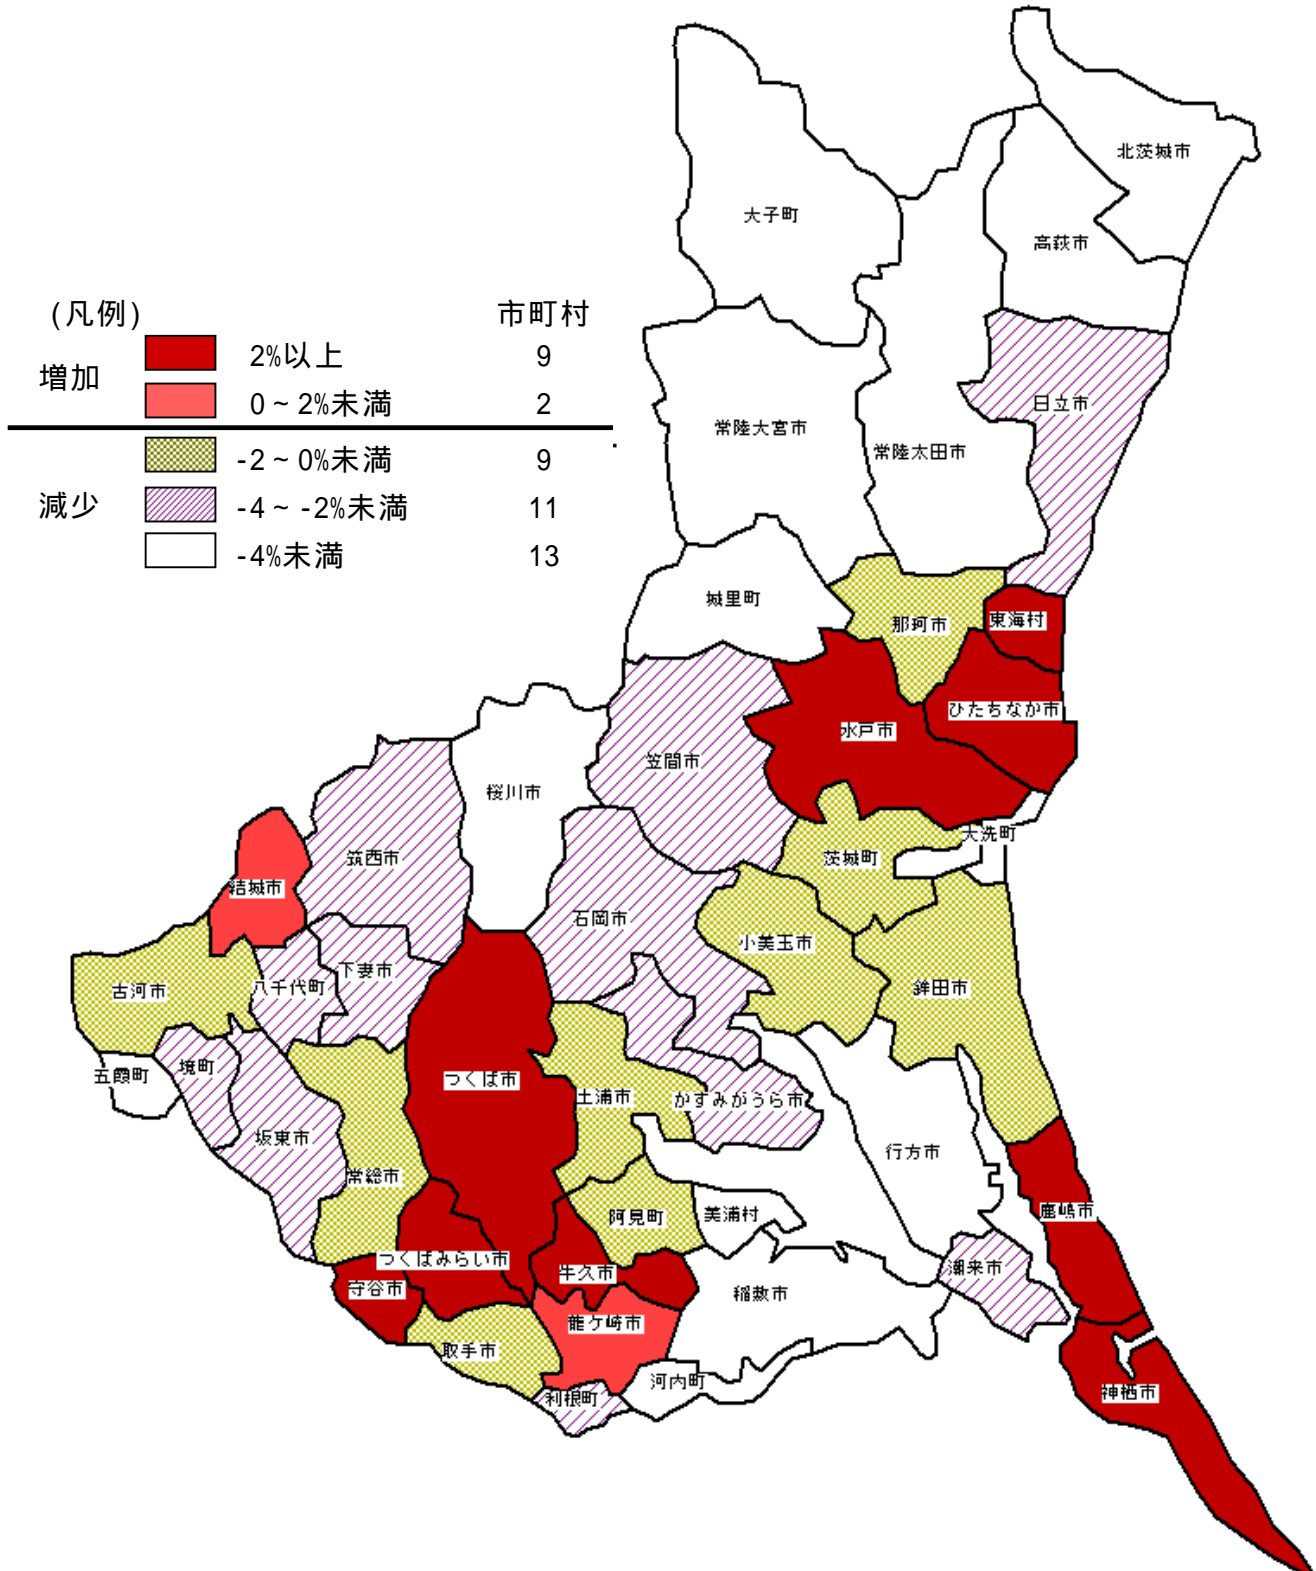 (凡例)
市町村
増加
2%以上 9
0~2%未満 2
減少
-2~0%未満 9
-4~-2%未満 11
-4%未満 13
北茨城市
大子町
高萩市
日立市
常陸大宮市
常陸太田市
城里町
那珂市
東海村
ひたちなか市
水戸市
笠間市
桜川市
大洗町
筑西市
茨城町
結城市
石岡市
小美玉市
下妻市
古河市
八千代町
鉾田市
境町
五霞町
つくば市
土浦市
かすみがうら市
坂東市
行方市
常総市
阿見町
美浦村
鹿嶋市
つくばみらい市
牛久市
潮来市
守谷市
稲敷市
龍ケ崎市
取手市
河内町
利根町
神栖市